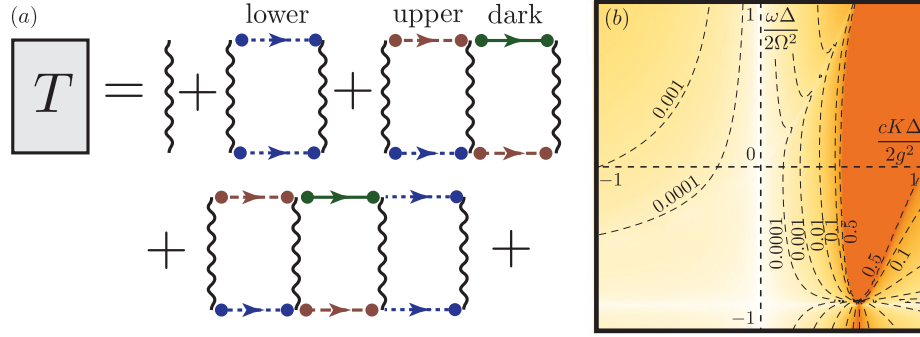 (a)
lower
upper dark
T = + +
+ +
(b)
1
ωΔ
2Ω²
0.001
0.0001
cKΔ
2g²
−1
0
1
0.0001
0.001
0.01
0.1
0.5
0.5
0.1
−1